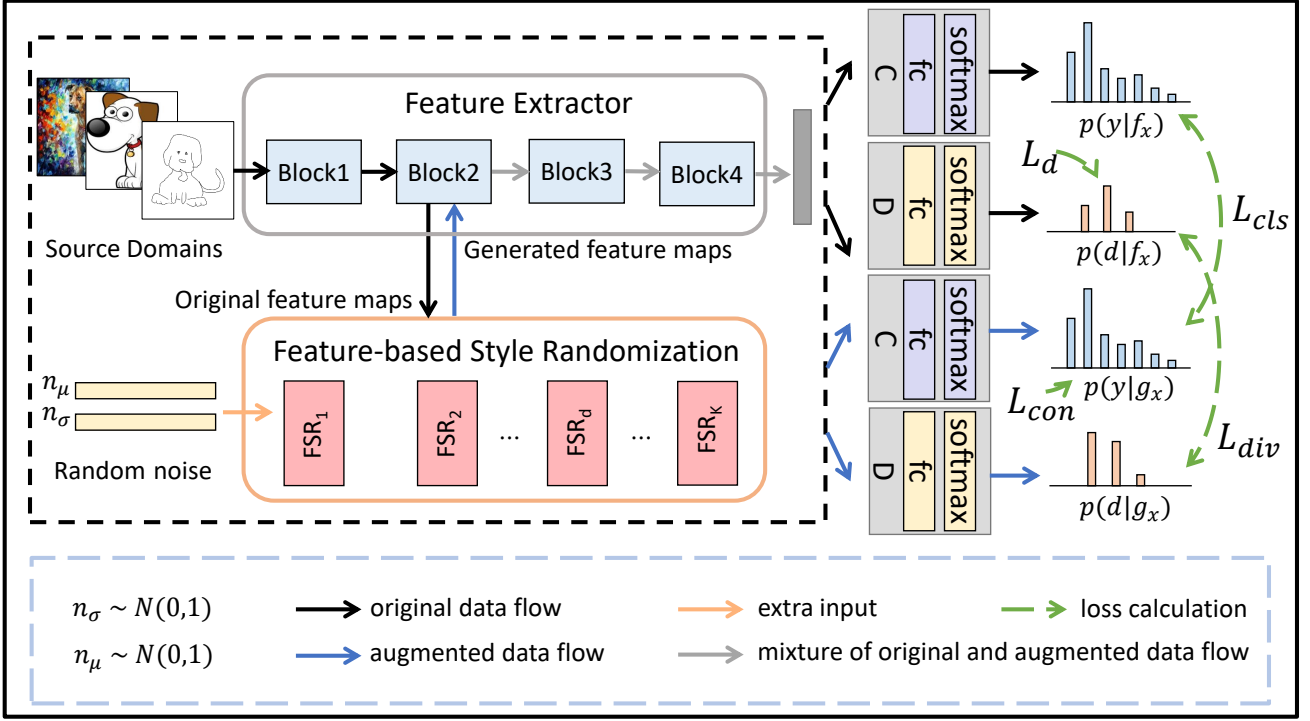 Feature Extractor
Block1
Block2
Block3
Block4
Source Domains
Generated feature maps
Original feature maps
Feature-based Style Randomization
n_μ
n_σ
Random noise
FSR_1
FSR_2
...
FSR_d
...
FSR_K
C
fc
softmax
p(y|f_x)
D
fc
softmax
L_d
p(d|f_x)
L_cls
C
fc
softmax
p(y|g_x)
L_con
D
fc
softmax
p(d|g_x)
L_div
n_σ ~ N(0,1)
original data flow
extra input
loss calculation
n_μ ~ N(0,1)
augmented data flow
mixture of original and augmented data flow